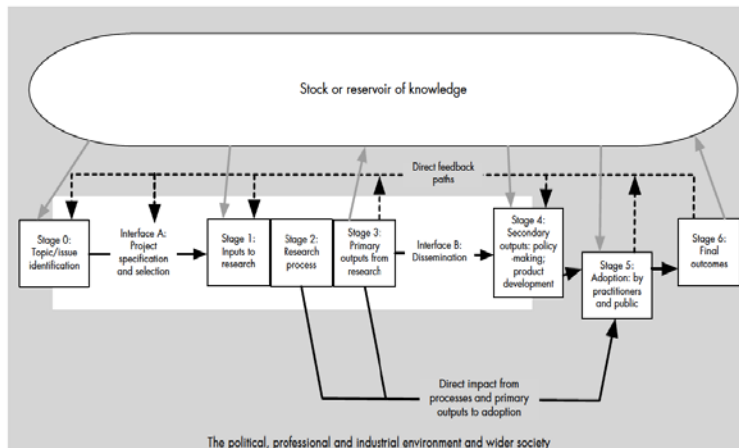 Stock or reservoir of knowledge
Direct feedback
paths
Stage 0:
Topic/issue
identification
Interface A:
Project
specification
and selection
Stage 1:
Inputs to
research
Stage 2:
Research
process
Stage 3:
Primary
outputs from
research
Interface B:
Dissemination
Stage 4:
Secondary
outputs: policy
-making;
product
development
Stage 5:
Adoption: by
practitioners
and public
Stage 6:
Final
outcomes
Direct impact from
processes and primary
outputs to adoption
The political, professional and industrial environment and wider society